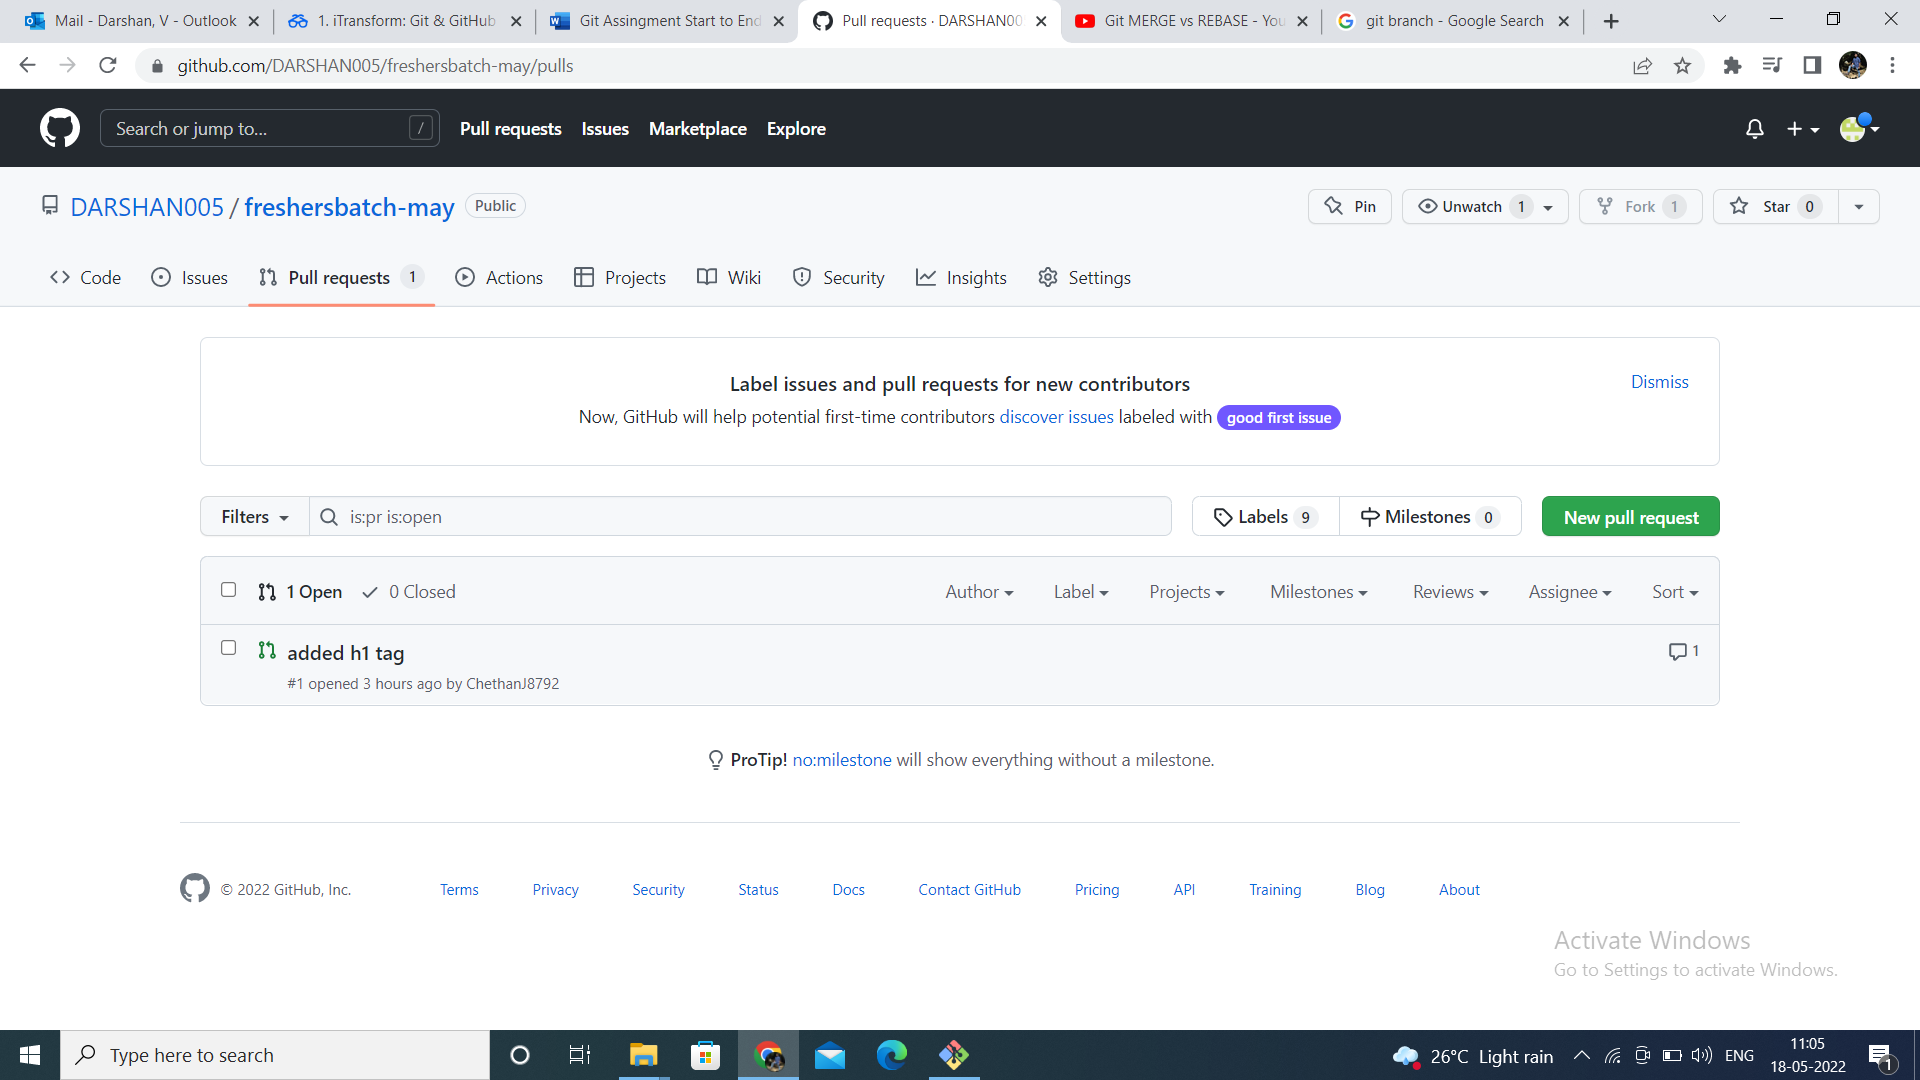 Mail - Darshan, V - Outlook
1. iTransform: Git & GitHub
Git Assingment Start to End
Pull requests · DARSHAN00
Git MERGE vs REBASE - You
git branch - Google Search
github.com/DARSHAN005/freshersbatch-may/pulls
Search or jump to...
/
Pull requests
Issues
Marketplace
Explore
DARSHAN005 / freshersbatch-may
Public
Pin
Unwatch 1
Fork 1
Star 0
Code
Issues
Pull requests 1
Actions
Projects
Wiki
Security
Insights
Settings
Label issues and pull requests for new contributors
Dismiss
Now, GitHub will help potential first-time contributors discover issues labeled with good first issue
Filters
is:pr is:open
Labels 9
Milestones 0
New pull request
1 Open
0 Closed
Author
Label
Projects
Milestones
Reviews
Assignee
Sort
added h1 tag
1
#1 opened 3 hours ago by ChethanJ8792
ProTip! no:milestone will show everything without a milestone.
© 2022 GitHub, Inc.
Terms
Privacy
Security
Status
Docs
Contact GitHub
Pricing
API
Training
Blog
About
Activate Windows
Go to Settings to activate Windows.
Type here to search
26°C Light rain
ENG
11:05
18-05-2022
1